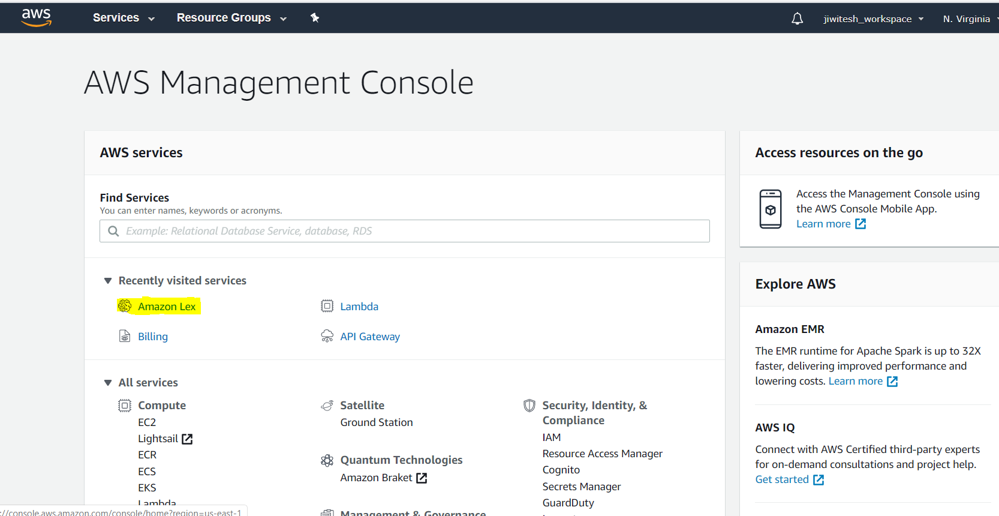 aws
Services
Resource Groups
jiwitesh_workspace
N. Virginia
AWS Management Console
AWS services
Find Services
You can enter names, keywords or acronyms.
Example: Relational Database Service, database, RDS
Recently visited services
Amazon Lex
Lambda
Billing
API Gateway
All services
Compute
EC2
Lightsail
ECR
ECS
EKS
Lambda
Satellite
Ground Station
Quantum Technologies
Amazon Braket
Management & Governance
Security, Identity, &
Compliance
IAM
Resource Access Manager
Cognito
Secrets Manager
GuardDuty
Access resources on the go
Access the Management Console using
the AWS Console Mobile App.
Learn more
Explore AWS
Amazon EMR
The EMR runtime for Apache Spark is up to 32X
faster, delivering improved performance and
lowering costs. Learn more
AWS IQ
Connect with AWS Certified third-party experts
for on-demand consultations and project help.
Get started
://console.aws.amazon.com/console/home?region=us-east-1